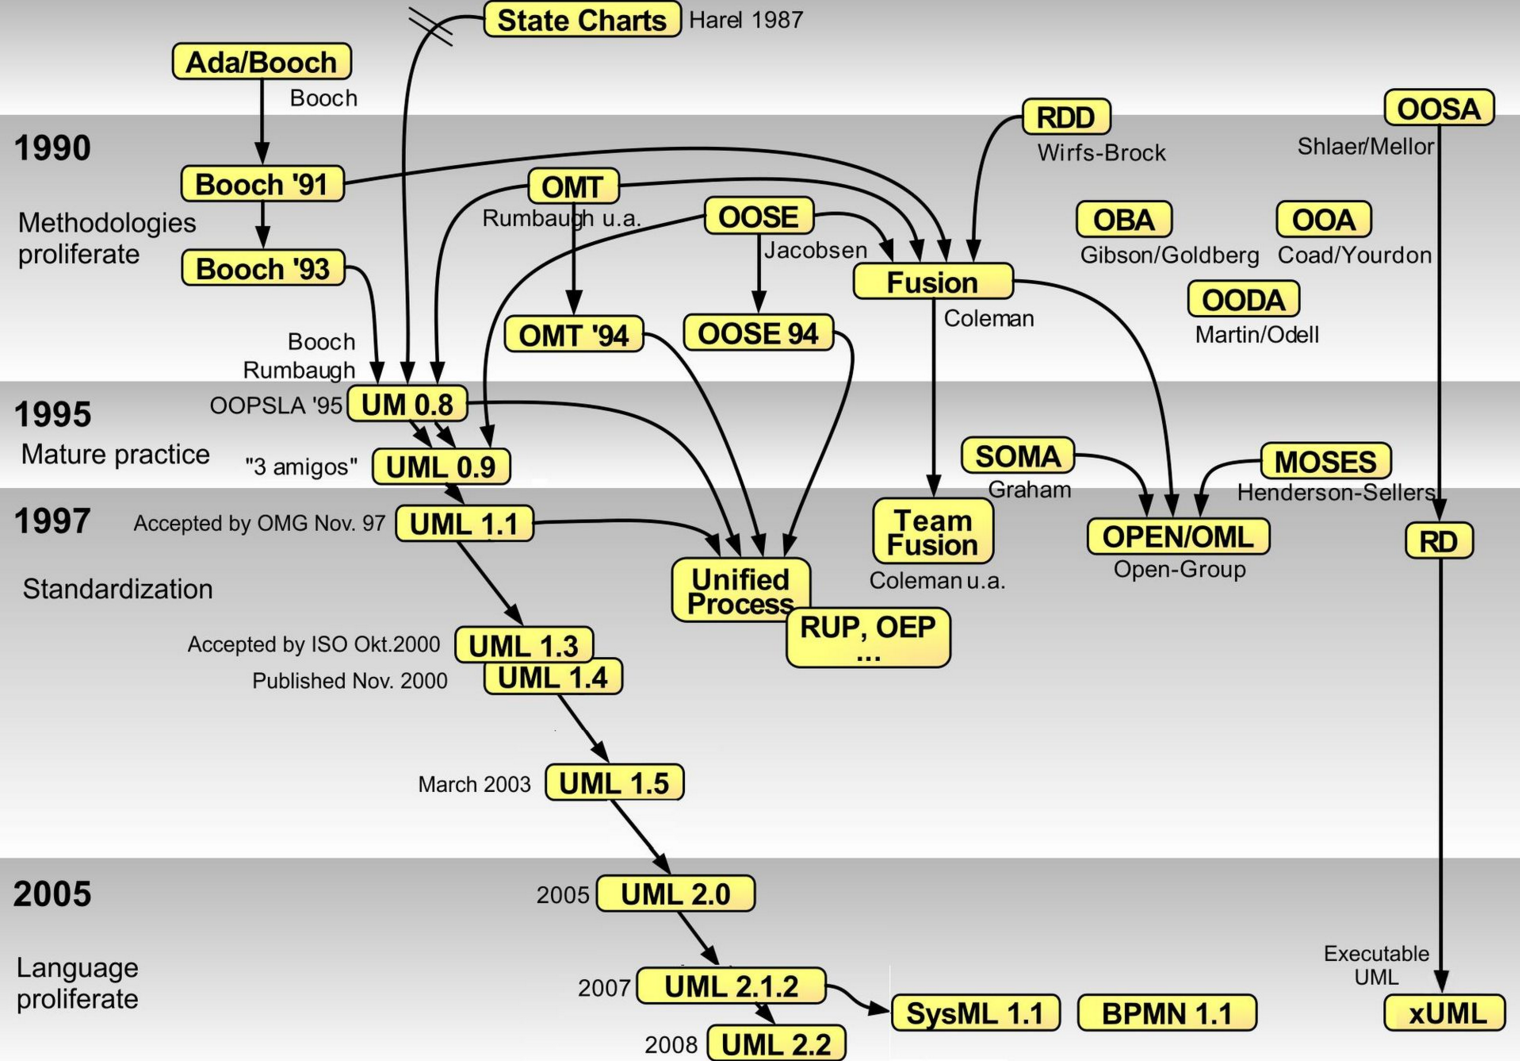 State Charts
Harel 1987
Ada/Booch
Booch
OOSA
Shlaer/Mellor
RDD
Wirfs-Brock
1990
Booch '91
OMT
Rumbaugh u.a.
OOSE
Jacobsen
OBA
Gibson/Goldberg
OOA
Coad/Yourdon
Methodologies
proliferate
Booch '93
Fusion
Coleman
OODA
Martin/Odell
OMT '94
OOSE 94
Booch
Rumbaugh
1995
OOPSLA '95
UM 0.8
Mature practice
"3 amigos"
UML 0.9
SOMA
Graham
MOSES
Henderson-Sellers
1997
Accepted by OMG Nov. 97
UML 1.1
Team
Fusion
Coleman u.a.
OPEN/OML
Open-Group
RD
Standardization
Unified
Process
RUP, OEP
...
Accepted by ISO Okt.2000
UML 1.3
Published Nov. 2000
UML 1.4
March 2003
UML 1.5
2005
2005
UML 2.0
Language
proliferate
2007
UML 2.1.2
SysML 1.1
BPMN 1.1
Executable
UML
xUML
2008
UML 2.2